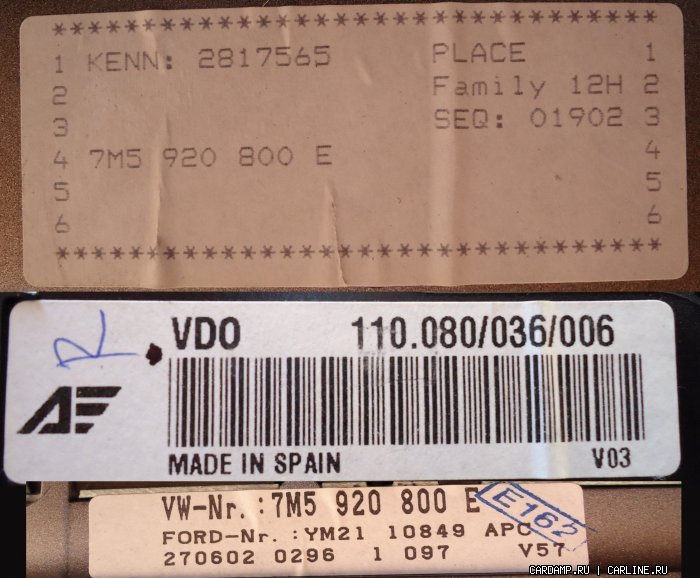 ***********************************
1 KENN: 2817565 PLACE 1
2 Family 12H 2
3 SEQ: 01902 3
4 7M5 920 800 E 4
5 5
6 6
***********************************
VDO 110.080/036/006
MADE IN SPAIN V03
VW-Nr.:7M5 920 800 E
E162
FORD-Nr.:YM21 10849 APC
270602 0296 1 097 V57
CARDAMP.RU | CARLINE.RU